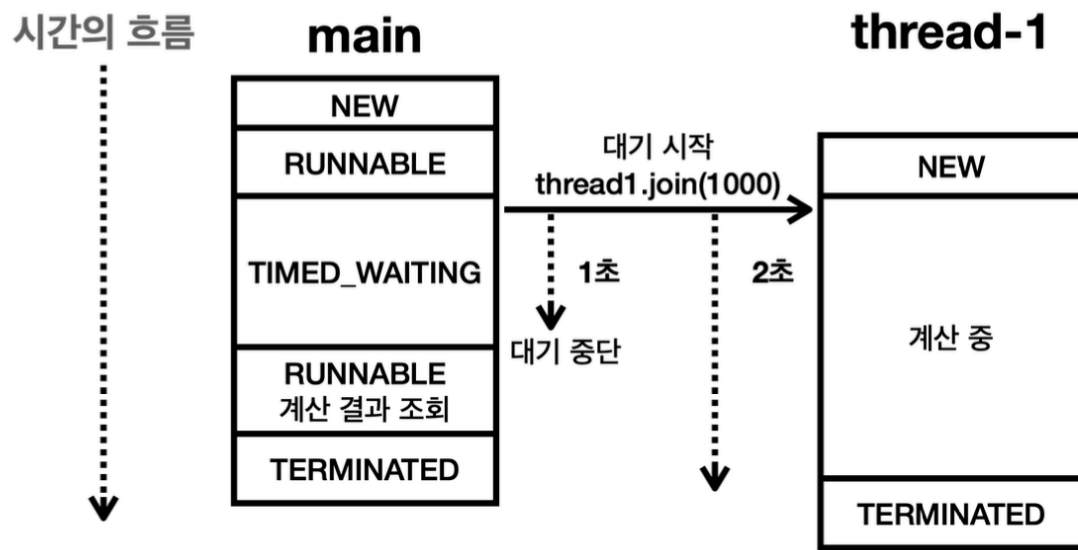 시간의 흐름
main
thread-1
NEW
RUNNABLE
TIMED_WAITING
RUNNABLE
계산 결과 조회
TERMINATED
대기 시작
thread1.join(1000)
1초
2초
대기 중단
NEW
계산 중
TERMINATED